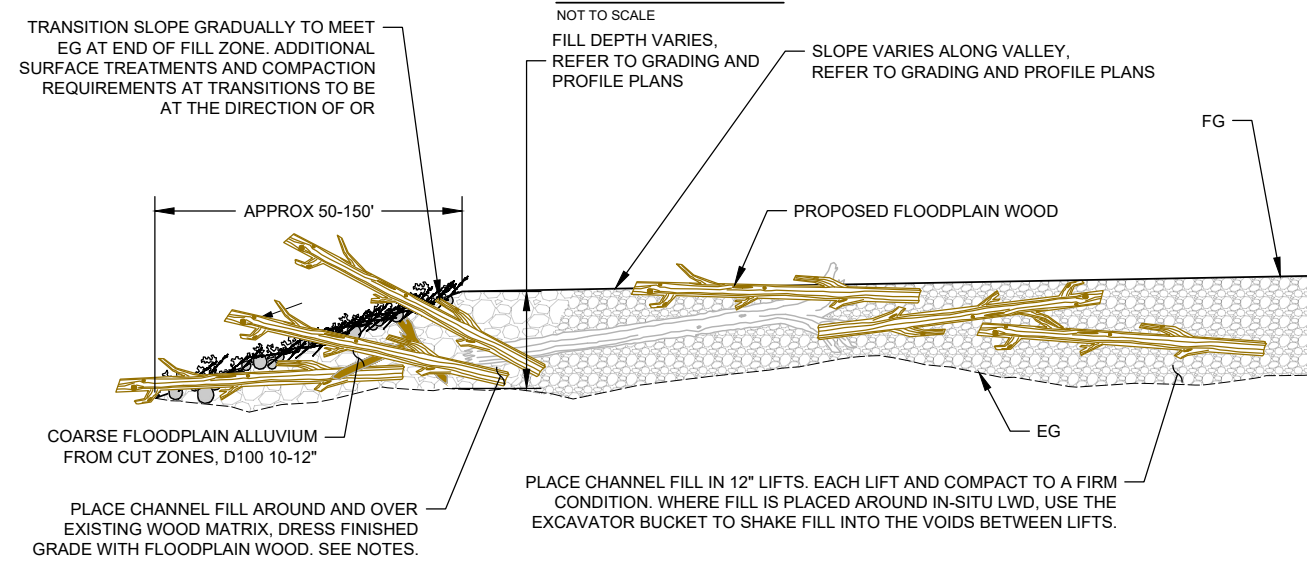 NOT TO SCALE
TRANSITION SLOPE GRADUALLY TO MEET
EG AT END OF FILL ZONE. ADDITIONAL
SURFACE TREATMENTS AND COMPACTION
REQUIREMENTS AT TRANSITIONS TO BE
AT THE DIRECTION OF OR
FILL DEPTH VARIES,
REFER TO GRADING AND
PROFILE PLANS
SLOPE VARIES ALONG VALLEY,
REFER TO GRADING AND PROFILE PLANS
FG
APPROX 50-150'
PROPOSED FLOODPLAIN WOOD
COARSE FLOODPLAIN ALLUVIUM
FROM CUT ZONES, D100 10-12"
EG
PLACE CHANNEL FILL AROUND AND OVER
EXISTING WOOD MATRIX, DRESS FINISHED
GRADE WITH FLOODPLAIN WOOD. SEE NOTES.
PLACE CHANNEL FILL IN 12" LIFTS. EACH LIFT AND COMPACT TO A FIRM
CONDITION. WHERE FILL IS PLACED AROUND IN-SITU LWD, USE THE
EXCAVATOR BUCKET TO SHAKE FILL INTO THE VOIDS BETWEEN LIFTS.